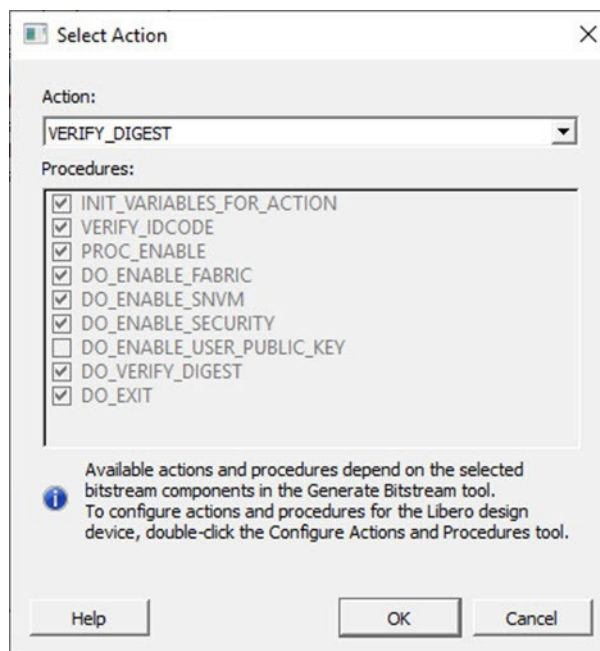 Select Action
Action:
VERIFY_DIGEST
Procedures:
INIT_VARIABLES_FOR_ACTION
VERIFY_IDCODE
PROC_ENABLE
DO_ENABLE_FABRIC
DO_ENABLE_SNVM
DO_ENABLE_SECURITY
DO_ENABLE_USER_PUBLIC_KEY
DO_VERIFY_DIGEST
DO_EXIT
Available actions and procedures depend on the selected
bitstream components in the Generate Bitstream tool.
To configure actions and procedures for the Libero design
device, double-click the Configure Actions and Procedures tool.
Help
OK
Cancel